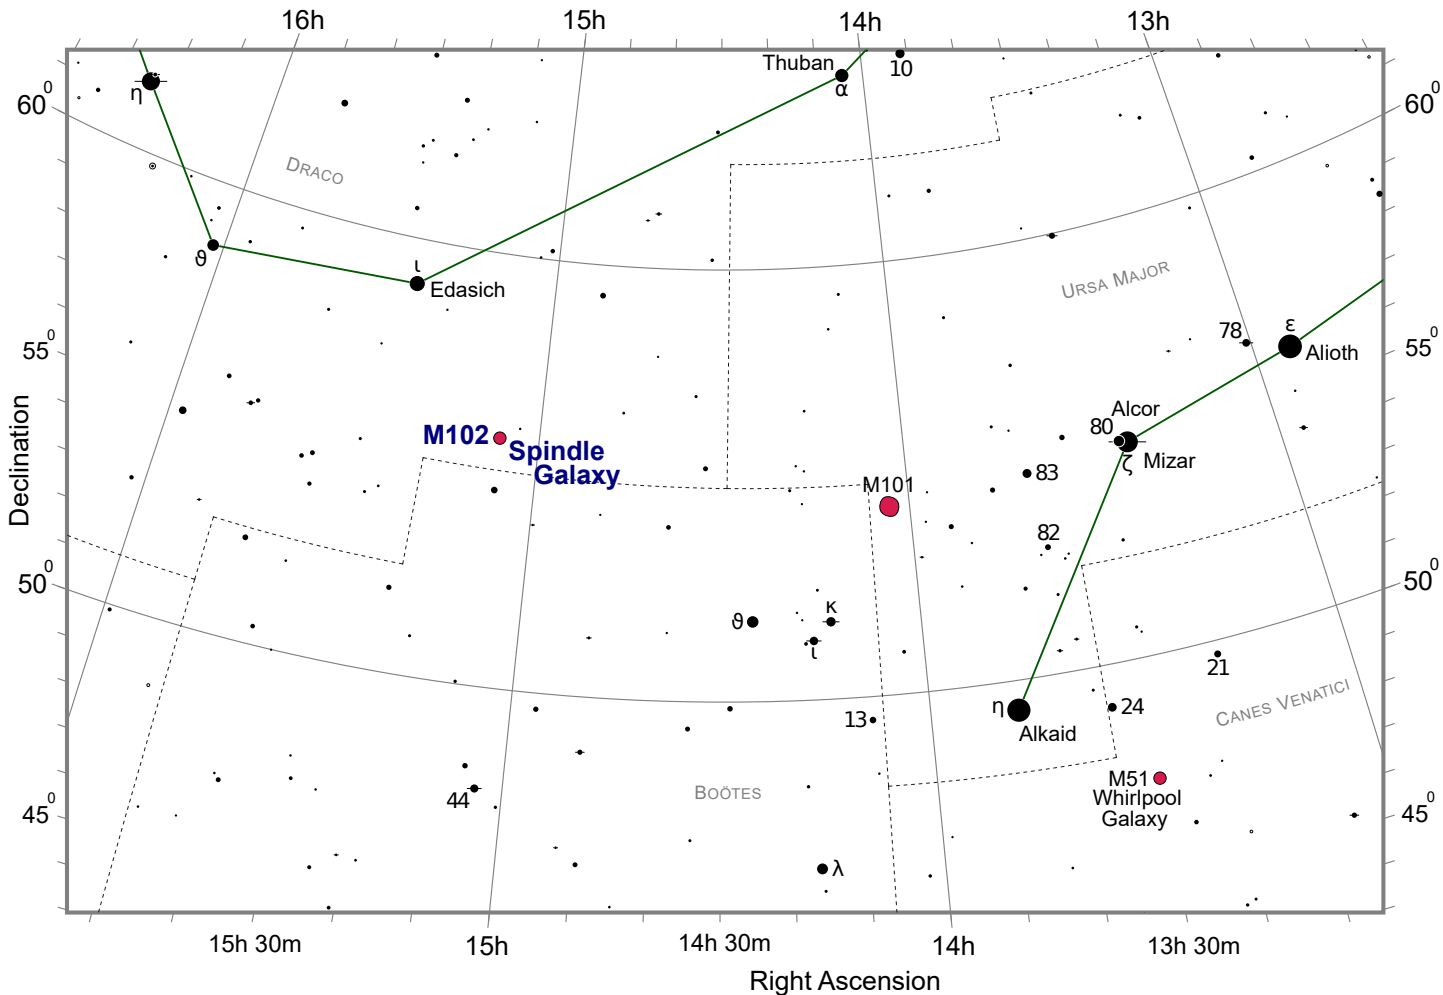 16h
15h
14h
13h
Thuban
α
10
η
60⁰
60⁰
DRACO
ϑ
ι
Edasich
URSA MAJOR
78
ε
Alioth
55⁰
55⁰
Alcor
80
ζ
Mizar
M102
Spindle
Galaxy
83
M101
82
Declination
50⁰
50⁰
ϑ
κ
ι
21
η
Alkaid
24
13
CANES VENATICI
M51
Whirlpool
Galaxy
44
BOÖTES
45⁰
45⁰
λ
15h 30m
15h
14h 30m
14h
13h 30m
Right Ascension